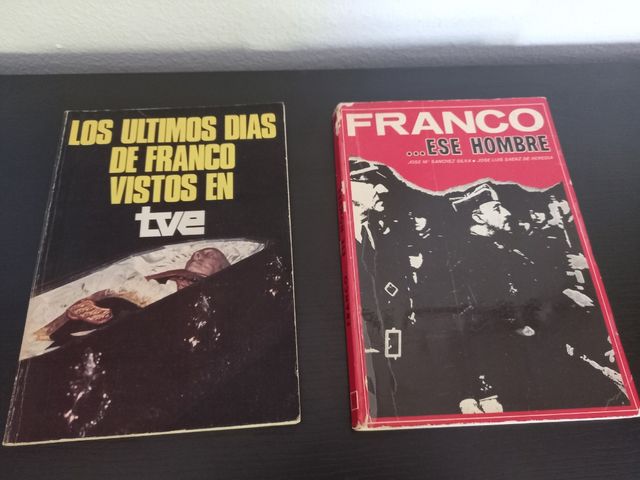 LOS ULTIMOS DIAS
DE FRANCO
VISTOS EN
tve
FRANCO
...ESE HOMBRE
JOSE Mª SANCHEZ SILVA • JOSE LUIS SAENZ DE HEREDIA